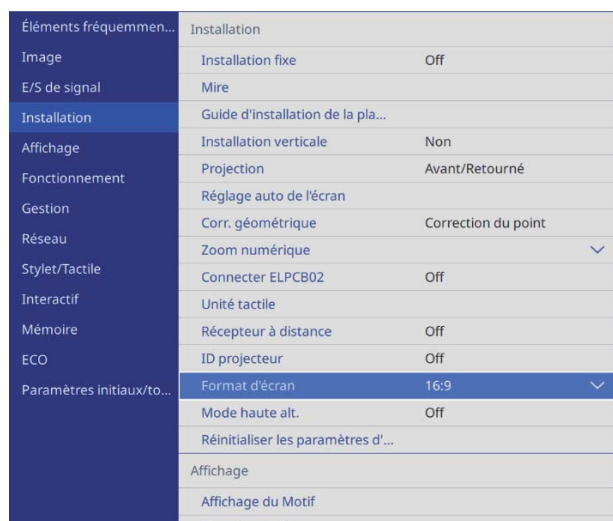 Éléments fréquemmen...
Image
E/S de signal
Installation
Affichage
Fonctionnement
Gestion
Réseau
Stylet/Tactile
Interactif
Mémoire
ECO
Paramètres initiaux/to...
Installation
Installation fixe Off
Mire
Guide d'installation de la pla...
Installation verticale Non
Projection Avant/Retourné
Réglage auto de l'écran
Corr. géométrique Correction du point
Zoom numérique
Connecter ELPCB02 Off
Unité tactile
Récepteur à distance Off
ID projecteur Off
Format d'écran 16:9
Mode haute alt. Off
Réinitialiser les paramètres d'...
Affichage
Affichage du Motif